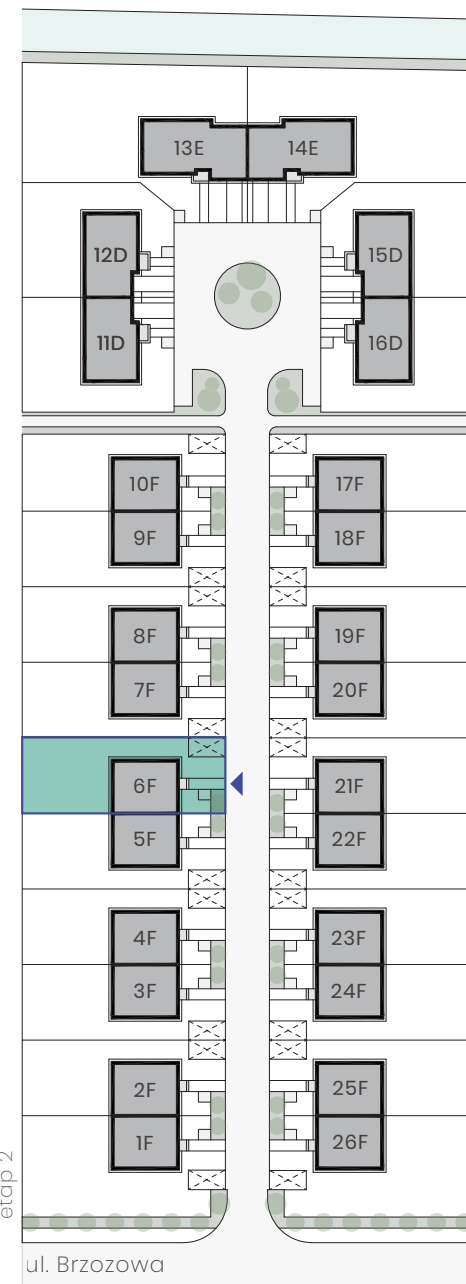 13E 14E
12D 15D
11D 16D
10F 17F
9F 18F
8F 19F
7F 20F
6F 21F
5F 22F
4F 23F
3F 24F
2F 25F
1F 26F
etap 2
ul. Brzozowa